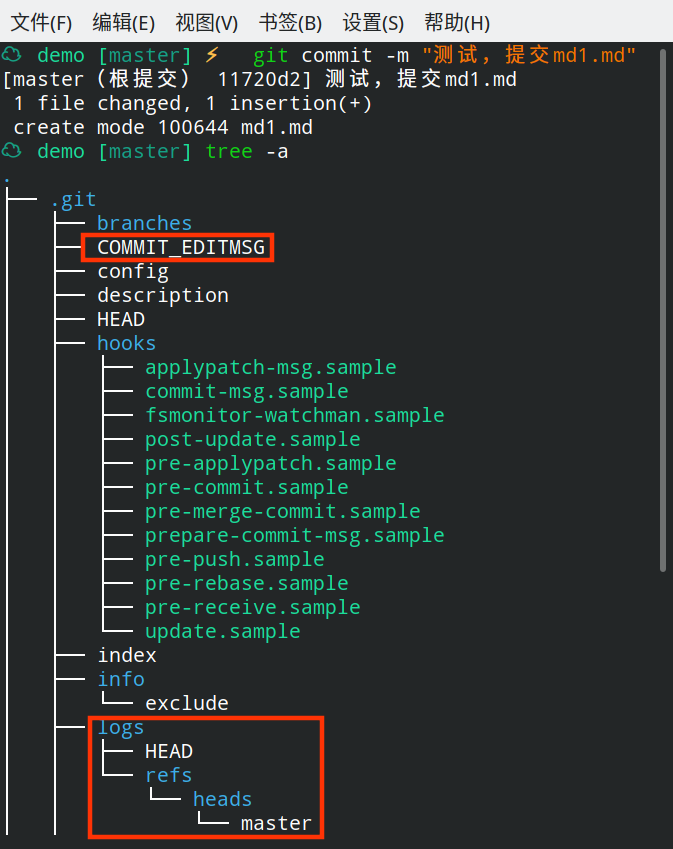 文件(F) 编辑(E) 视图(V) 书签(B) 设置(S) 帮助(H)
demo [master] ⚡ git commit -m "测试，提交md1.md"
[master（根提交） 11720d2] 测试，提交md1.md
1 file changed, 1 insertion(+)
create mode 100644 md1.md
demo [master] tree -a
.
├── .git
├── branches
├── COMMIT_EDITMSG
├── config
├── description
├── HEAD
├── hooks
├── applypatch-msg.sample
├── commit-msg.sample
├── fsmonitor-watchman.sample
├── post-update.sample
├── pre-applypatch.sample
├── pre-commit.sample
├── pre-merge-commit.sample
├── prepare-commit-msg.sample
├── pre-push.sample
├── pre-rebase.sample
├── pre-receive.sample
└── update.sample
├── index
├── info
└── exclude
├── logs
├── HEAD
└── refs
└── heads
└── master